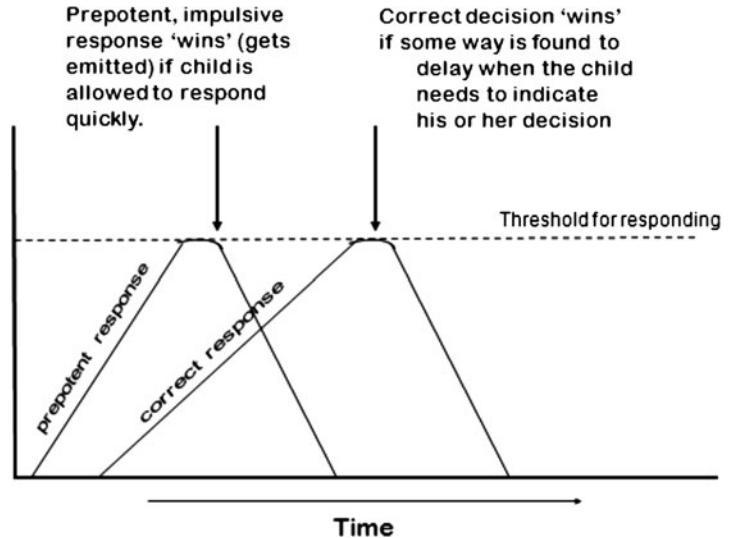 Prepotent, impulsive
response ‘wins’ (gets
emitted) if child is
allowed to respond
quickly.
Correct decision ‘wins’
if some way is found to
delay when the child
needs to indicate
his or her decision
Threshold for responding
prepotent response
correct response
Time